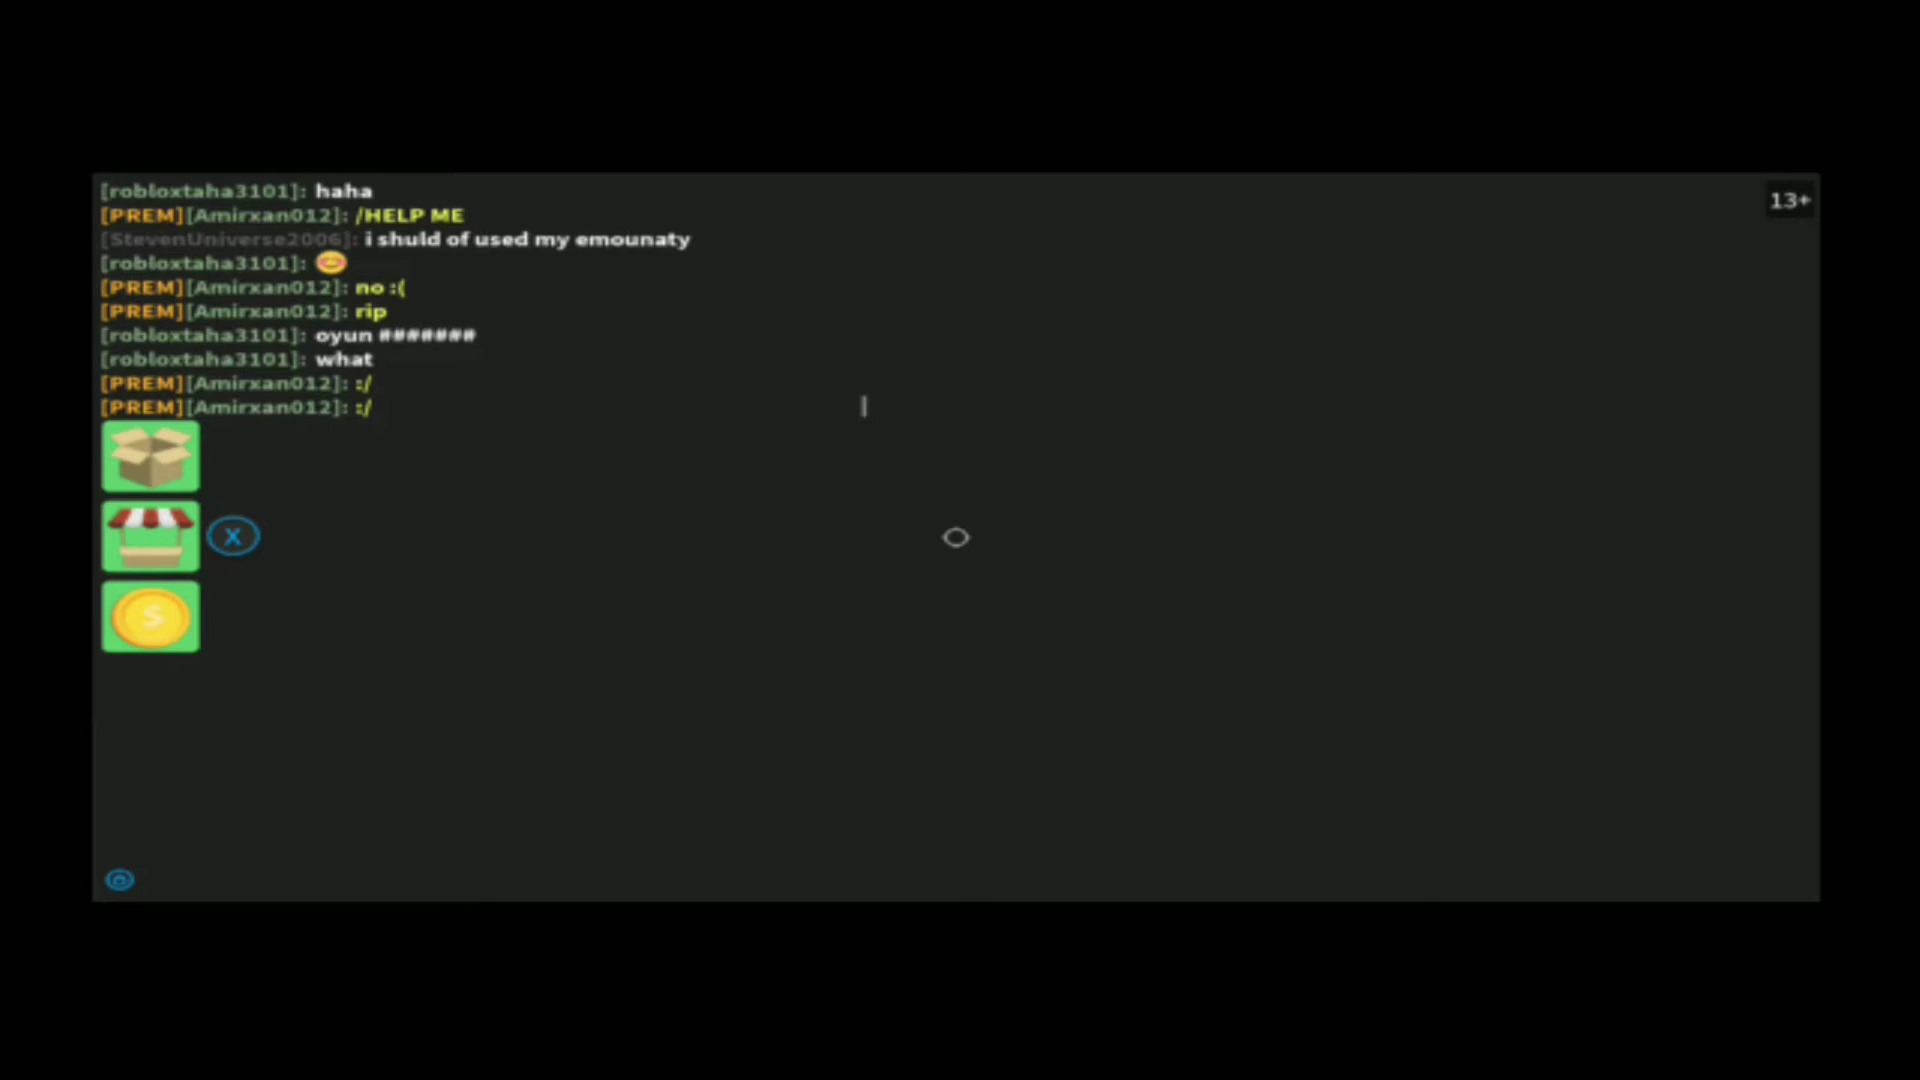 [robloxtaha3101]: haha
13+
[PREM][Amirxan012]: /HELP ME
[StevenUniverse2006]: i shuld of used my emounaty
[robloxtaha3101]: 😊
[PREM][Amirxan012]: no :(
[PREM][Amirxan012]: rip
[robloxtaha3101]: oyun #######
[robloxtaha3101]: what
[PREM][Amirxan012]: :/
[PREM][Amirxan012]: :/
X
$